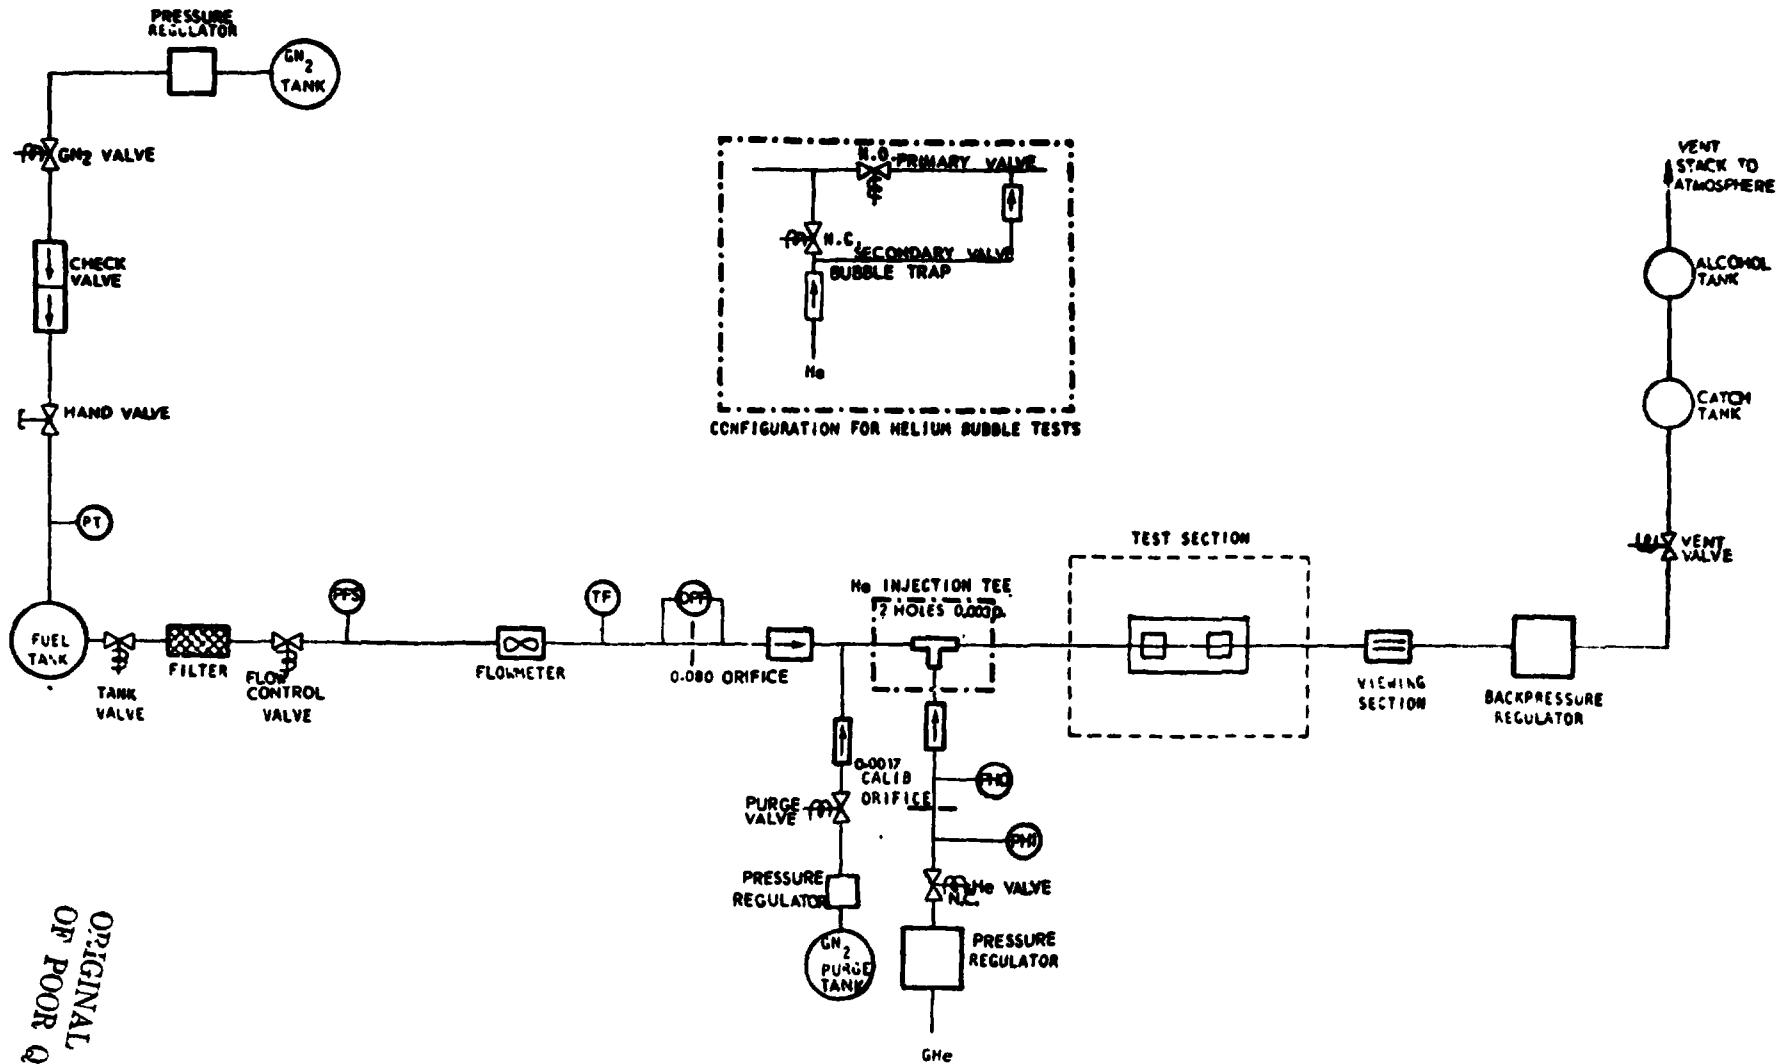 PRESSURE
REGULATOR
GN2
TANK
GN2 VALVE
CHECK
VALVE
HAND VALVE
PT
FUEL
TANK
TANK
VALVE
FILTER
FLOW
CONTROL
VALVE
PFS
FLOWMETER
TF
DPF
0.080 ORIFICE
N.O.
PRIMARY VALVE
N.C.
SECONDARY VALVE
BUBBLE TRAP
He
CONFIGURATION FOR HELIUM BUBBLE TESTS
He INJECTION TEE
2 HOLES
0.0017
CALIB
ORIFICE
PURGE
VALVE
PRESSURE
REGULATOR
GN2
PURGE
TANK
PHO
PHI
He VALVE
N.C.
PRESSURE
REGULATOR
GHe
TEST SECTION
VIEWING
SECTION
BACKPRESSURE
REGULATOR
VENT
VALVE
CATCH
TANK
ALCOHOL
TANK
VENT
STACK TO
ATMOSPHERE
ORIGINAL
OF POOR Q